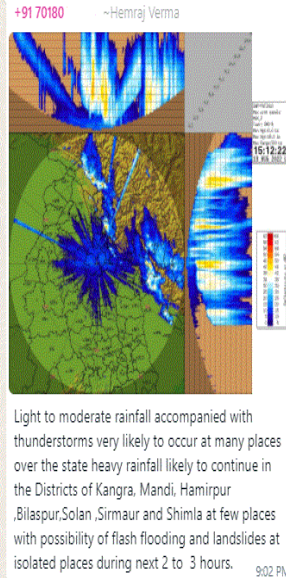 +91 70180 ~Hemraj Verma
15:12:22
Light to moderate rainfall accompanied with
thunderstorms very likely to occur at many places
over the state heavy rainfall likely to continue in
the Districts of Kangra, Mandi, Hamirpur
,Bilaspur,Solan ,Sirmaur and Shimla at few places
with possibility of flash flooding and landslides at
isolated places during next 2 to 3 hours.
9:02 PM